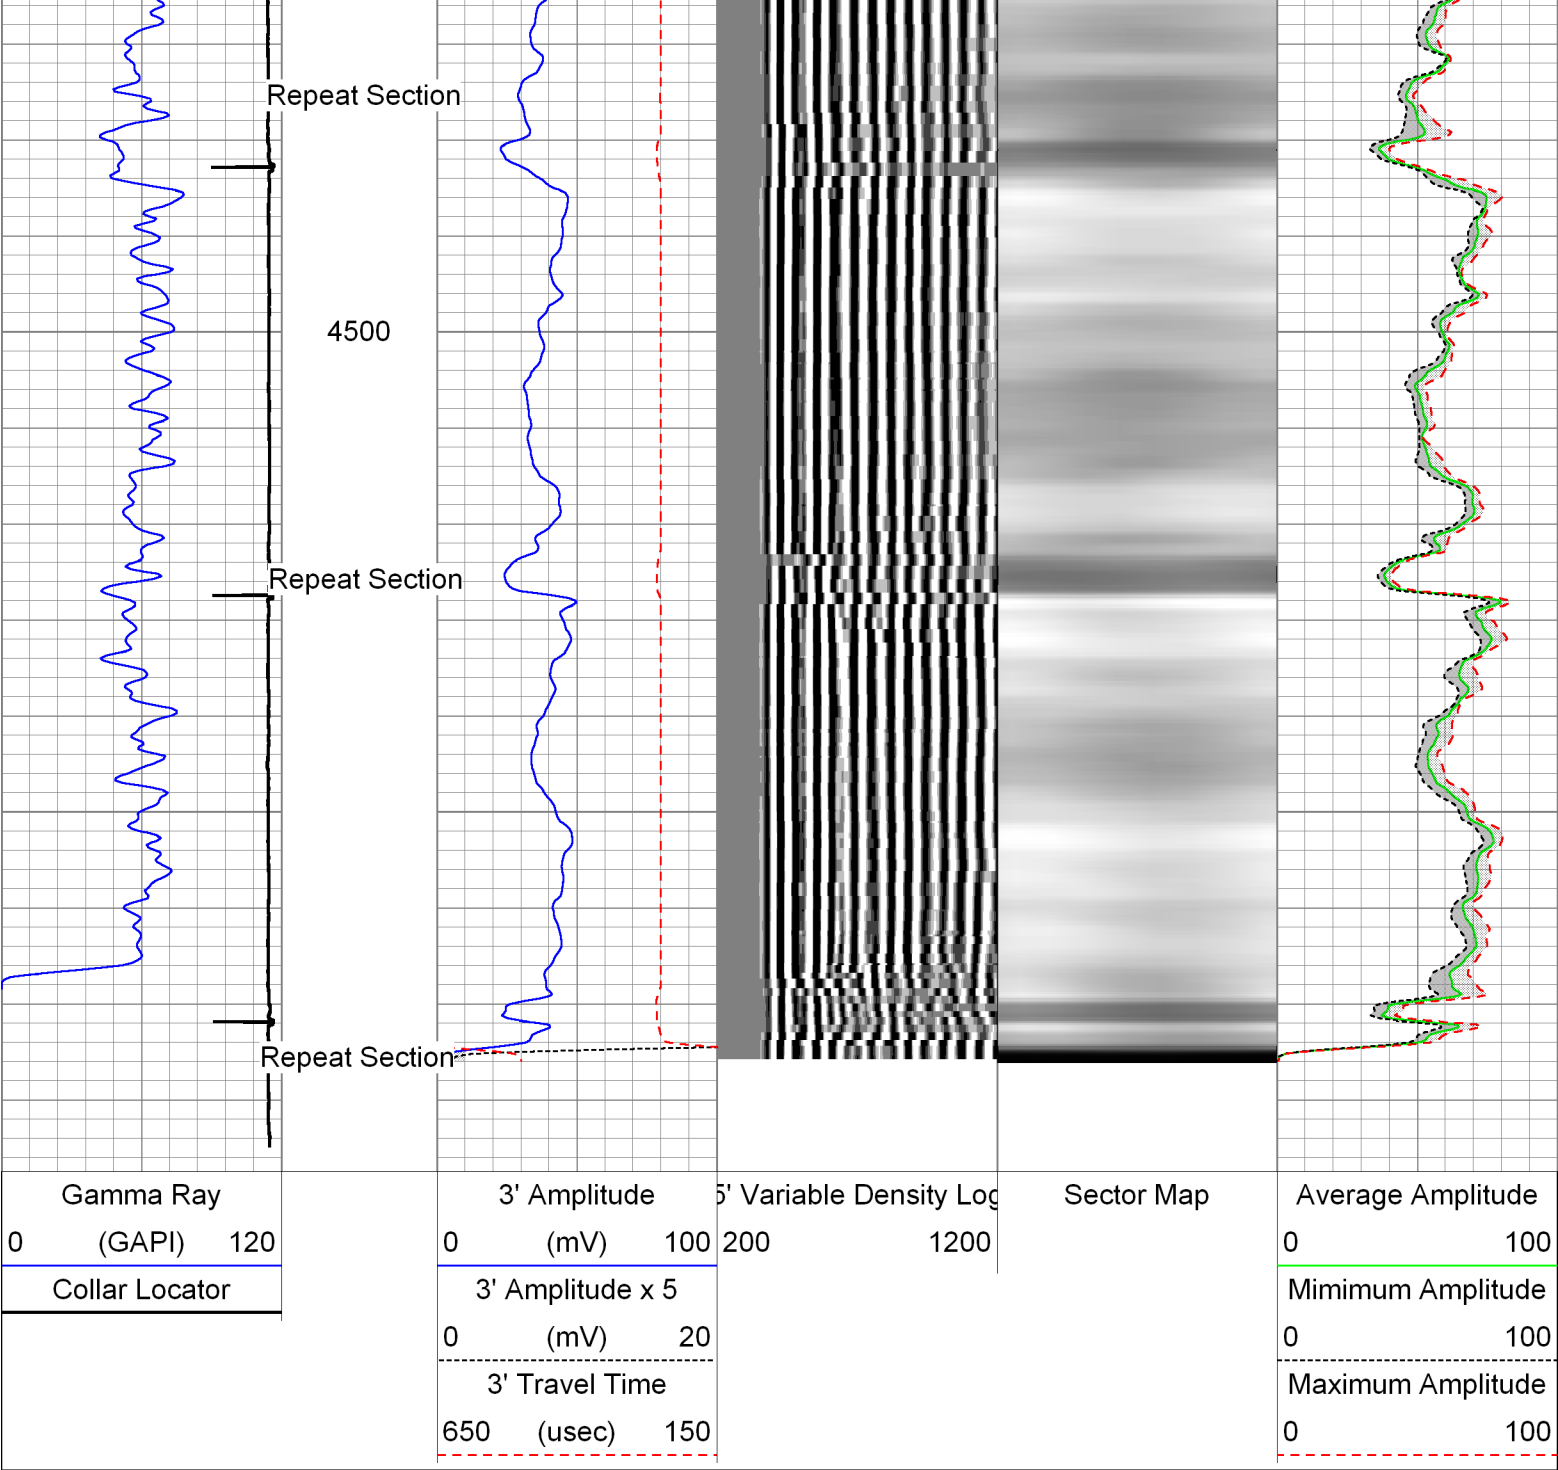 Repeat Section
4500
Repeat Section
Repeat Section
Gamma Ray
0 (GAPI) 120
Collar Locator
3' Amplitude
0 (mV) 100
3' Amplitude x 5
0 (mV) 20
3' Travel Time
650 (usec) 150
5' Variable Density Log
200 1200
Sector Map
Average Amplitude
0 100
Mimimum Amplitude
0 100
Maximum Amplitude
0 100